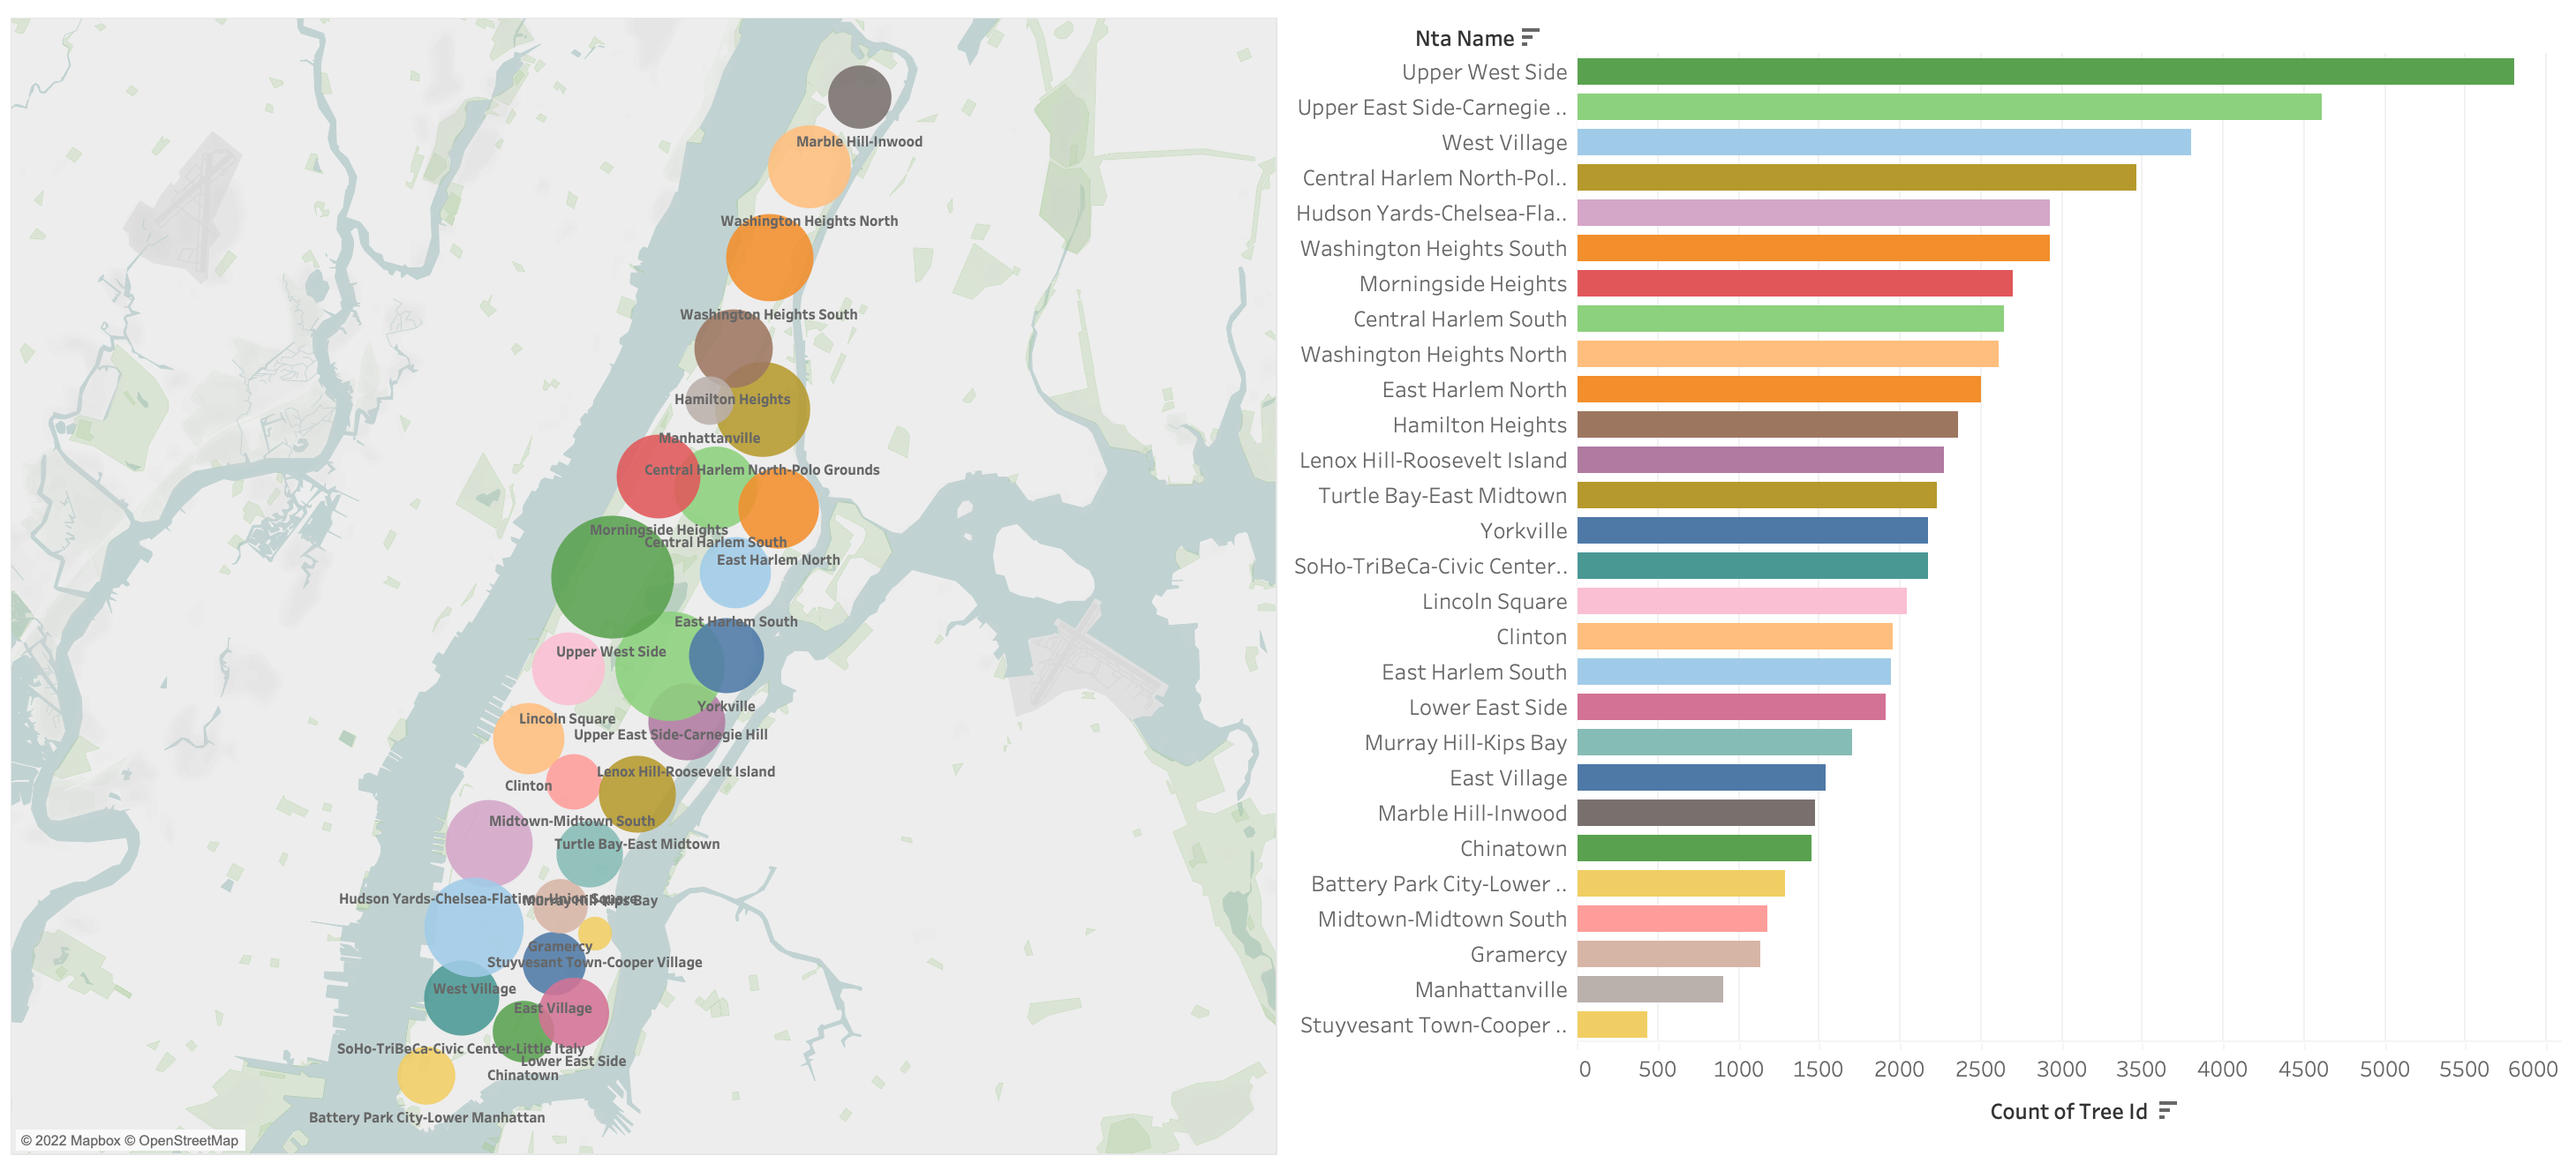 Marble Hill-Inwood
Washington Heights North
Washington Heights South
Hamilton Heights
Manhattanville
Central Harlem North-Polo Grounds
Morningside Heights
Central Harlem South
East Harlem North
East Harlem South
Upper West Side
Yorkville
Lincoln Square
Upper East Side-Carnegie Hill
Lenox Hill-Roosevelt Island
Clinton
Midtown-Midtown South
Turtle Bay-East Midtown
Hudson Yards-Chelsea-Flatiron-Union Square
Murray Hill-Kips Bay
Gramercy
Stuyvesant Town-Cooper Village
West Village
East Village
SoHo-TriBeCa-Civic Center-Little Italy
Lower East Side
Chinatown
Battery Park City-Lower Manhattan
© 2022 Mapbox © OpenStreetMap
Nta Name
Upper West Side
Upper East Side-Carnegie ..
West Village
Central Harlem North-Pol..
Hudson Yards-Chelsea-Fla..
Washington Heights South
Morningside Heights
Central Harlem South
Washington Heights North
East Harlem North
Hamilton Heights
Lenox Hill-Roosevelt Island
Turtle Bay-East Midtown
Yorkville
SoHo-TriBeCa-Civic Center..
Lincoln Square
Clinton
East Harlem South
Lower East Side
Murray Hill-Kips Bay
East Village
Marble Hill-Inwood
Chinatown
Battery Park City-Lower ..
Midtown-Midtown South
Gramercy
Manhattanville
Stuyvesant Town-Cooper ..
0 500 1000 1500 2000 2500 3000 3500 4000 4500 5000 5500 6000
Count of Tree Id